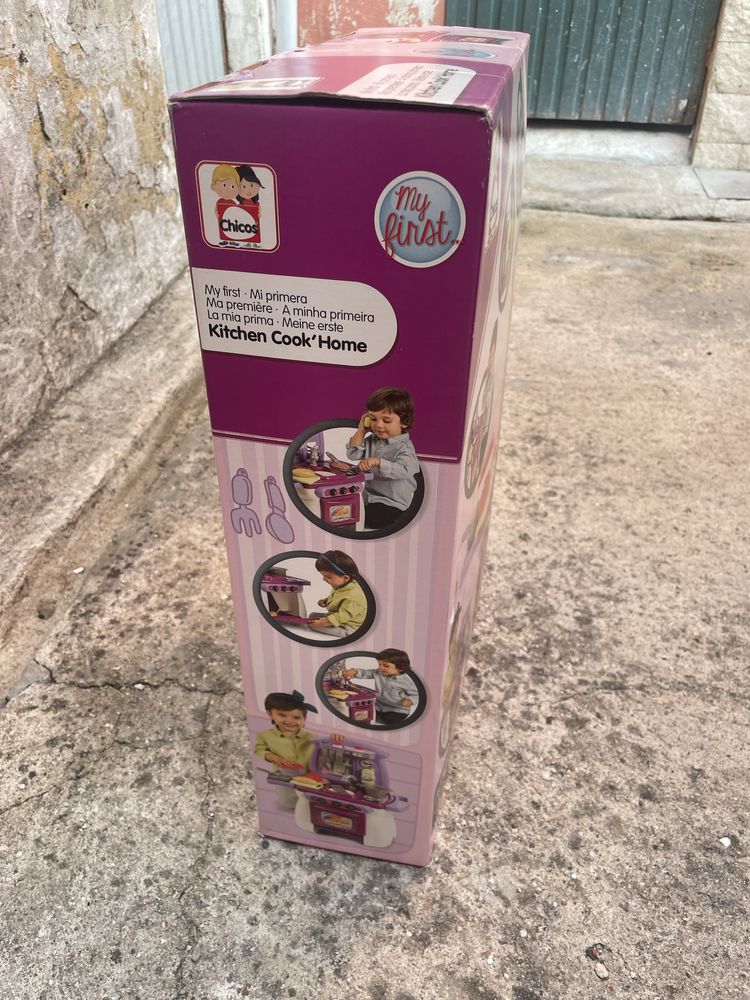 Chicos
My
first...
My first · Mi primera
Ma première · A minha primeira
La mia prima · Meine erste
Kitchen Cook'Home